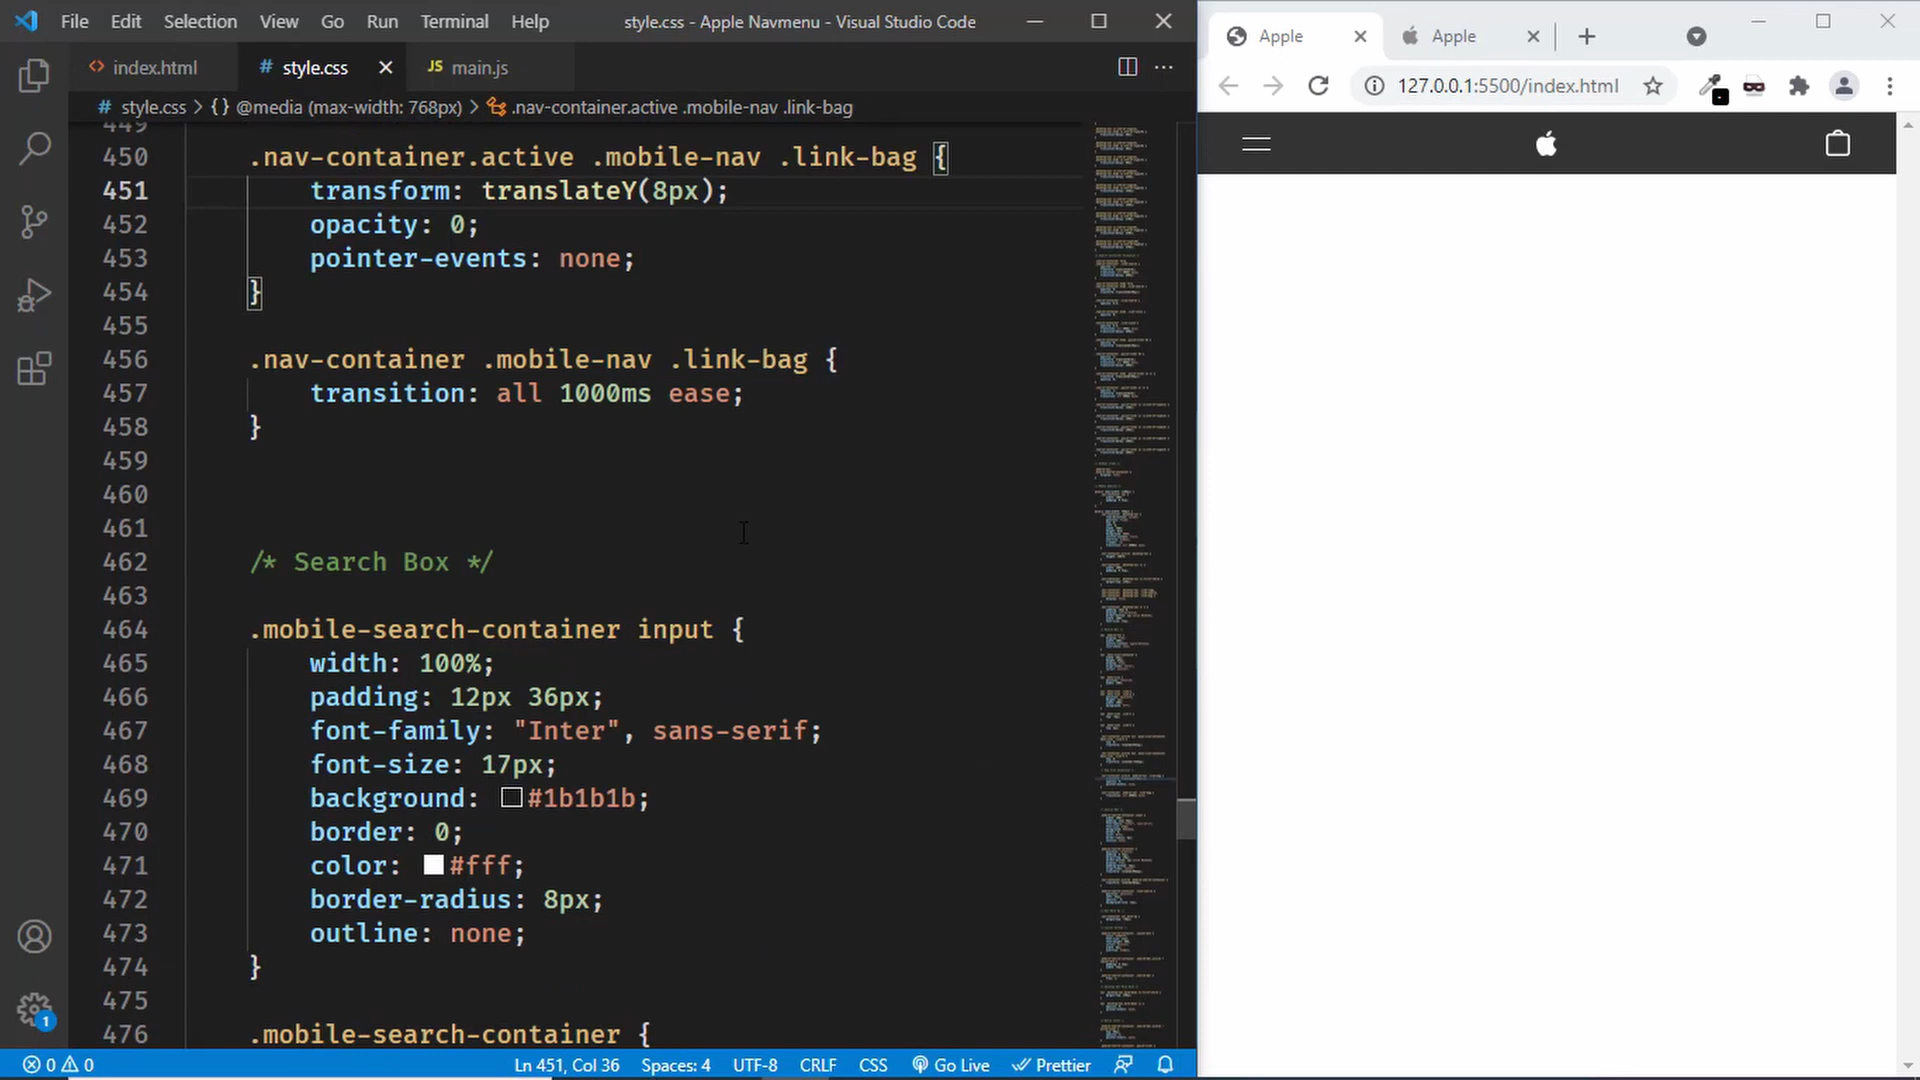 File Edit Selection View Go Run Terminal Help style.css - Apple Navmenu - Visual Studio Code
index.html # style.css JS main.js
# style.css > {} @media (max-width: 768px) > .nav-container.active .mobile-nav .link-bag
449
450 .nav-container.active .mobile-nav .link-bag {
451 transform: translateY(8px);
452 opacity: 0;
453 pointer-events: none;
454 }
455
456 .nav-container .mobile-nav .link-bag {
457 transition: all 1000ms ease;
458 }
459
460
461
462 /* Search Box */
463
464 .mobile-search-container input {
465 width: 100%;
466 padding: 12px 36px;
467 font-family: "Inter", sans-serif;
468 font-size: 17px;
469 background: #1b1b1b;
470 border: 0;
471 color: #fff;
472 border-radius: 8px;
473 outline: none;
474 }
475
476 .mobile-search-container {
1
0 0 Ln 451, Col 36 Spaces: 4 UTF-8 CRLF CSS Go Live Prettier
Apple Apple
127.0.0.1:5500/index.html